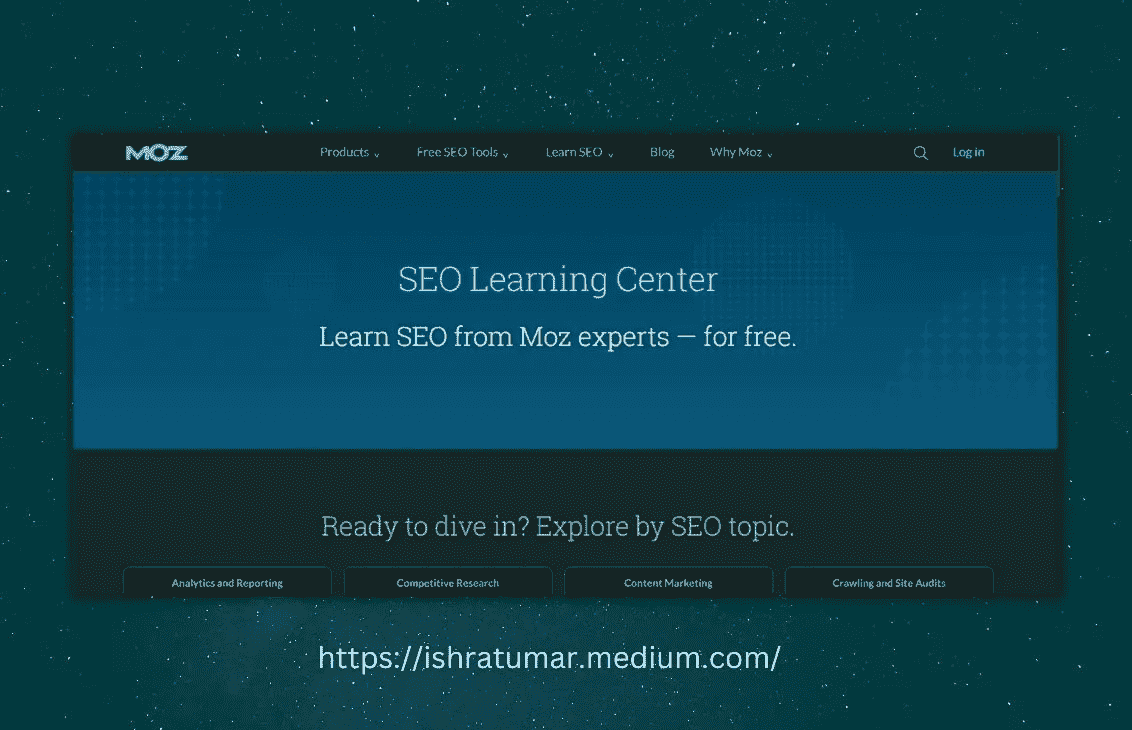 MOZ Products Free SEO Tools Learn SEO Blog Why Moz Log in
SEO Learning Center
Learn SEO from Moz experts — for free.
Ready to dive in? Explore by SEO topic.
Analytics and Reporting Competitive Research Content Marketing Crawling and Site Audits
https://ishratumar.medium.com/